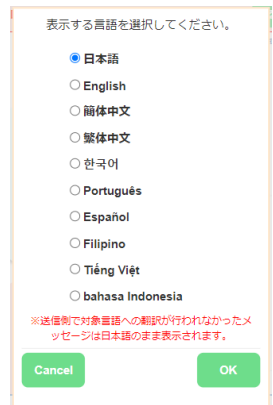 表示する言語を選択してください。
日本語
English
簡体中文
繁体中文
한국어
Português
Español
Filipino
Tiếng Việt
bahasa Indonesia
※送信側で対象言語への翻訳が行われなかったメ
ッセージは日本語のまま表示されます。
Cancel OK